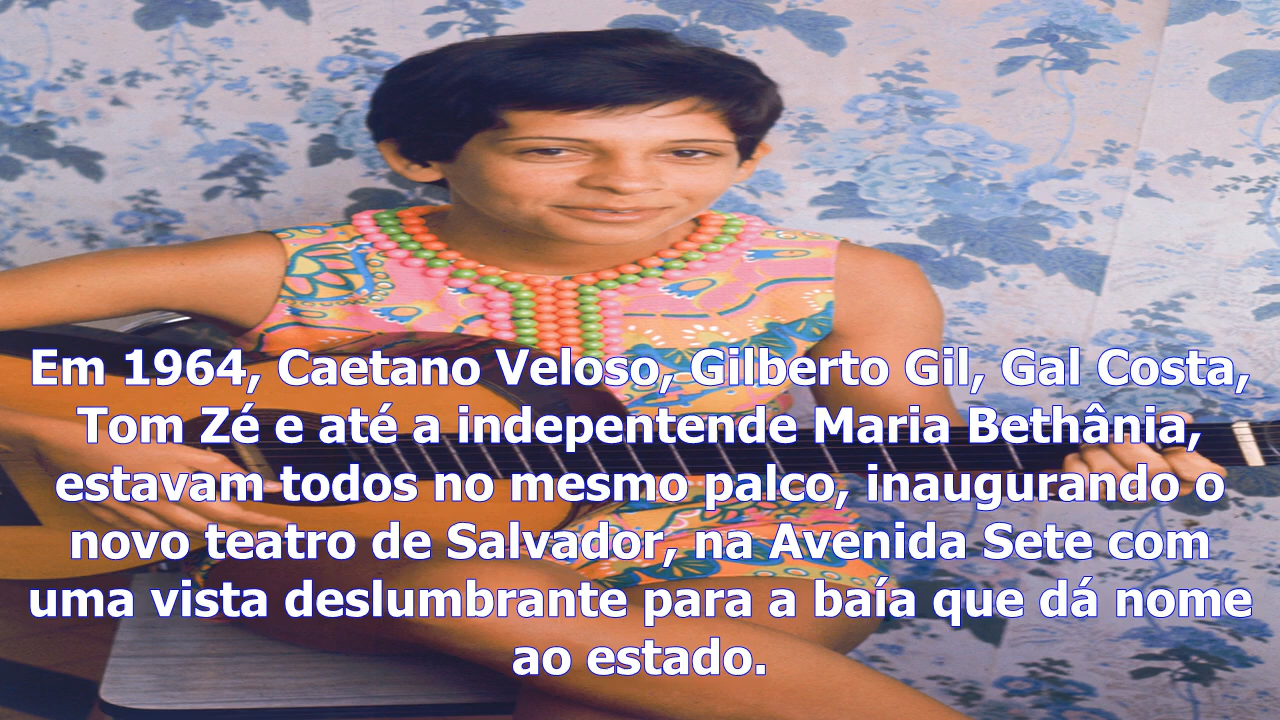 Em 1964, Caetano Veloso, Gilberto Gil, Gal Costa,
Tom Zé e até a indepentende Maria Bethânia,
estavam todos no mesmo palco, inaugurando o
novo teatro de Salvador, na Avenida Sete com
uma vista deslumbrante para a baía que dá nome
ao estado.